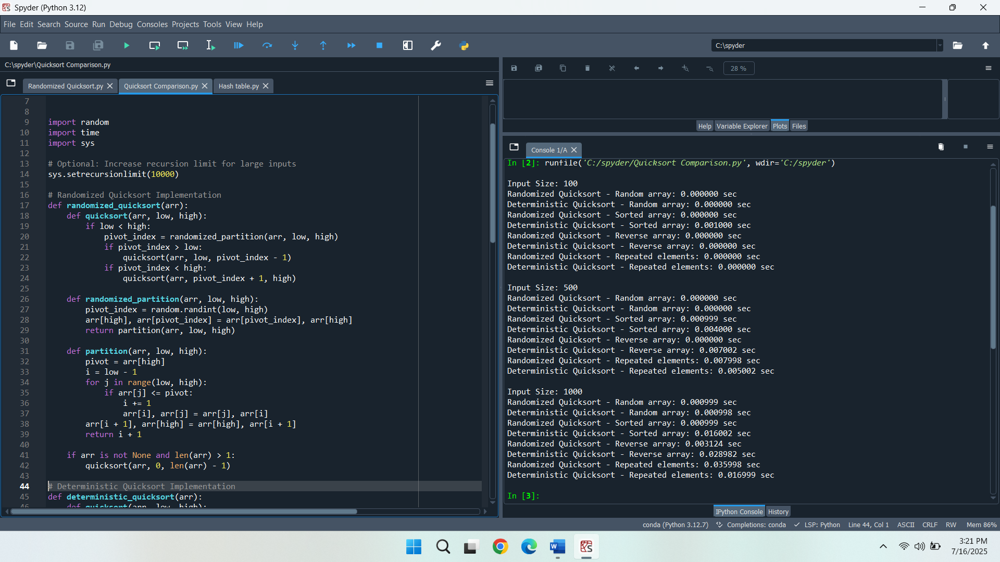 Spyder (Python 3.12)
File Edit Search Source Run Debug Consoles Projects Tools View Help
C:\spyder
C:\spyder\Quicksort Comparison.py
Randomized Quicksort.py
Quicksort Comparison.py
Hash table.py
7
8
9 import random
10 import time
11 import sys
12
13 # Optional: Increase recursion limit for large inputs
14 sys.setrecursionlimit(10000)
15
16 # Randomized Quicksort Implementation
17 def randomized_quicksort(arr):
18     def quicksort(arr, low, high):
19         if low < high:
20             pivot_index = randomized_partition(arr, low, high)
21             if pivot_index > low:
22                 quicksort(arr, low, pivot_index - 1)
23             if pivot_index < high:
24                 quicksort(arr, pivot_index + 1, high)
25
26     def randomized_partition(arr, low, high):
27         pivot_index = random.randint(low, high)
28         arr[high], arr[pivot_index] = arr[pivot_index], arr[high]
29         return partition(arr, low, high)
30
31     def partition(arr, low, high):
32         pivot = arr[high]
33         i = low - 1
34         for j in range(low, high):
35             if arr[j] <= pivot:
36                 i += 1
37                 arr[i], arr[j] = arr[j], arr[i]
38         arr[i + 1], arr[high] = arr[high], arr[i + 1]
39         return i + 1
40
41     if arr is not None and len(arr) > 1:
42         quicksort(arr, 0, len(arr) - 1)
43
44 # Deterministic Quicksort Implementation
45 def deterministic_quicksort(arr):
46     def quicksort(arr, low, high):
28 %
Help Variable Explorer Plots Files
Console 1/A
In [2]: runfile('C:/spyder/Quicksort Comparison.py', wdir='C:/spyder')
Input Size: 100
Randomized Quicksort - Random array: 0.000000 sec
Deterministic Quicksort - Random array: 0.000000 sec
Randomized Quicksort - Sorted array: 0.000000 sec
Deterministic Quicksort - Sorted array: 0.001000 sec
Randomized Quicksort - Reverse array: 0.000000 sec
Deterministic Quicksort - Reverse array: 0.000000 sec
Randomized Quicksort - Repeated elements: 0.000000 sec
Deterministic Quicksort - Repeated elements: 0.000000 sec
Input Size: 500
Randomized Quicksort - Random array: 0.000000 sec
Deterministic Quicksort - Random array: 0.000000 sec
Randomized Quicksort - Sorted array: 0.000999 sec
Deterministic Quicksort - Sorted array: 0.004000 sec
Randomized Quicksort - Reverse array: 0.000000 sec
Deterministic Quicksort - Reverse array: 0.007002 sec
Randomized Quicksort - Repeated elements: 0.007998 sec
Deterministic Quicksort - Repeated elements: 0.005002 sec
Input Size: 1000
Randomized Quicksort - Random array: 0.000999 sec
Deterministic Quicksort - Random array: 0.000998 sec
Randomized Quicksort - Sorted array: 0.000999 sec
Deterministic Quicksort - Sorted array: 0.016002 sec
Randomized Quicksort - Reverse array: 0.003124 sec
Deterministic Quicksort - Reverse array: 0.028982 sec
Randomized Quicksort - Repeated elements: 0.035998 sec
Deterministic Quicksort - Repeated elements: 0.016999 sec
In [3]:
IPython Console History
conda (Python 3.12.7) Completions: conda LSP: Python Line 44, Col 1 ASCII CRLF RW Mem 86%
3:21 PM
7/16/2025